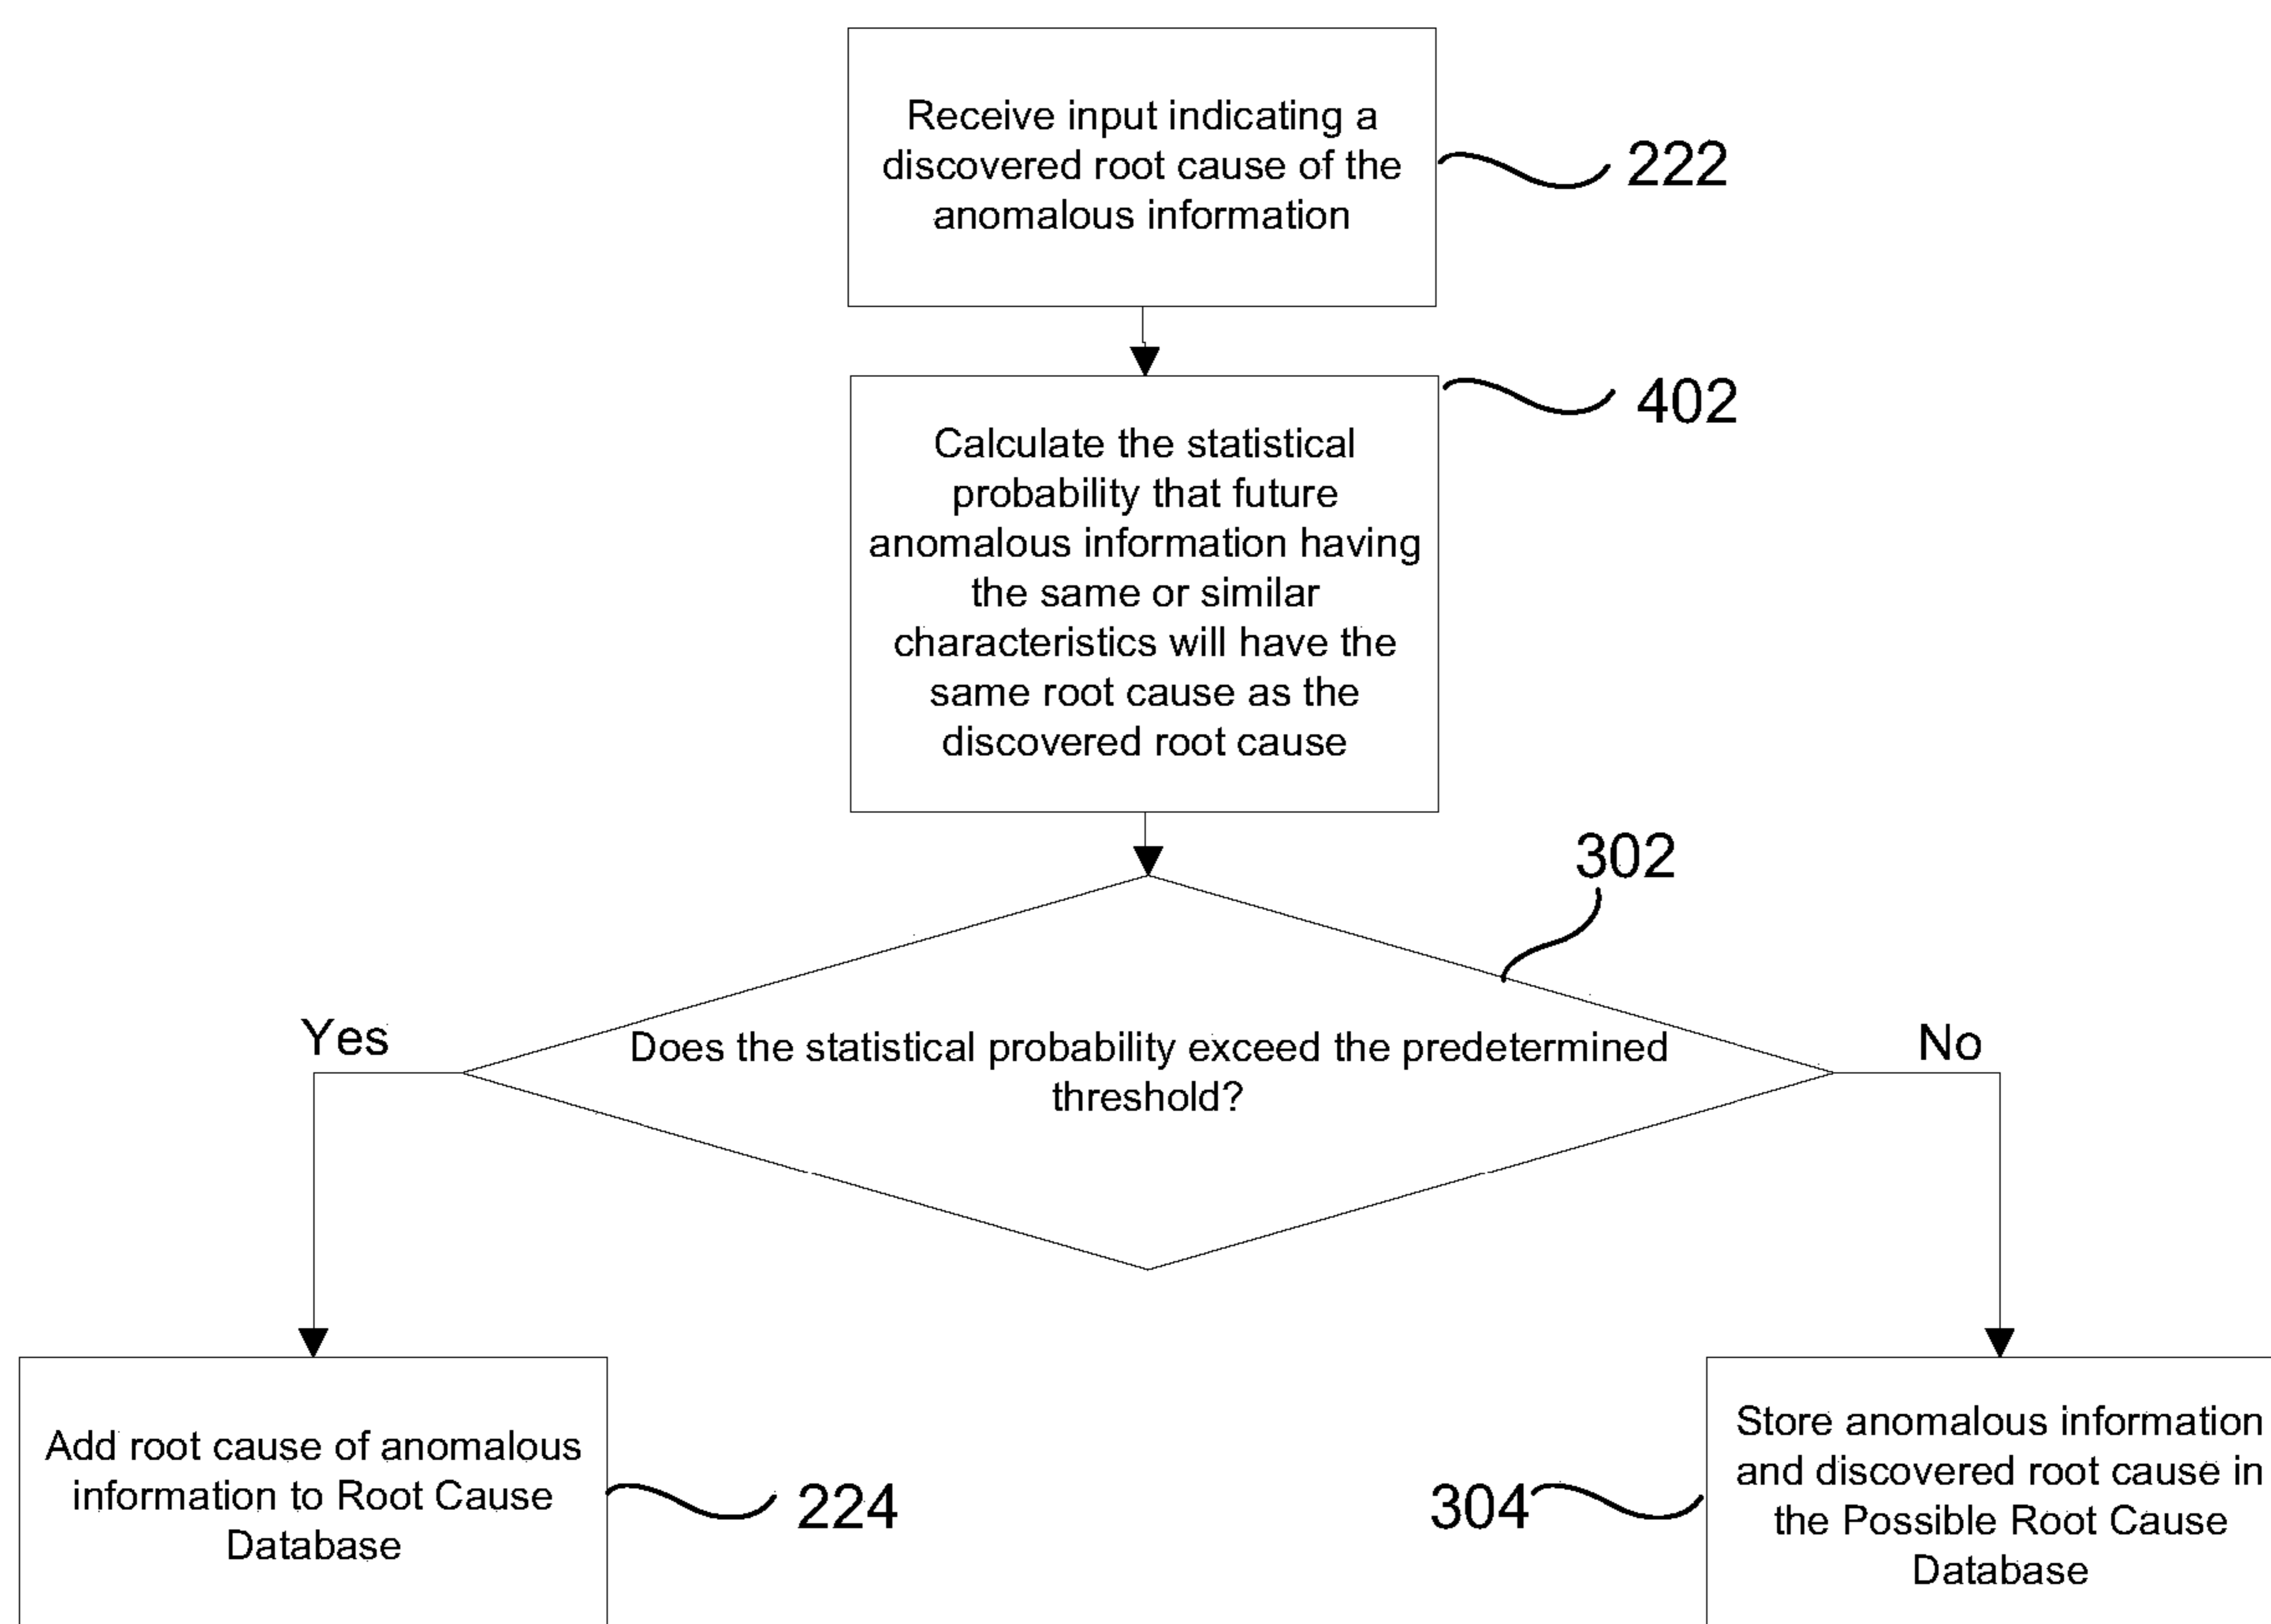 Receive input indicating a
discovered root cause of the
anomalous information
222
402
Calculate the statistical
probability that future
anomalous information having
the same or similar
characteristics will have the
same root cause as the
discovered root cause
302
Yes
No
Does the statistical probability exceed the predetermined
threshold?
Add root cause of anomalous
information to Root Cause
Database
224
304
Store anomalous information
and discovered root cause in
the Possible Root Cause
Database